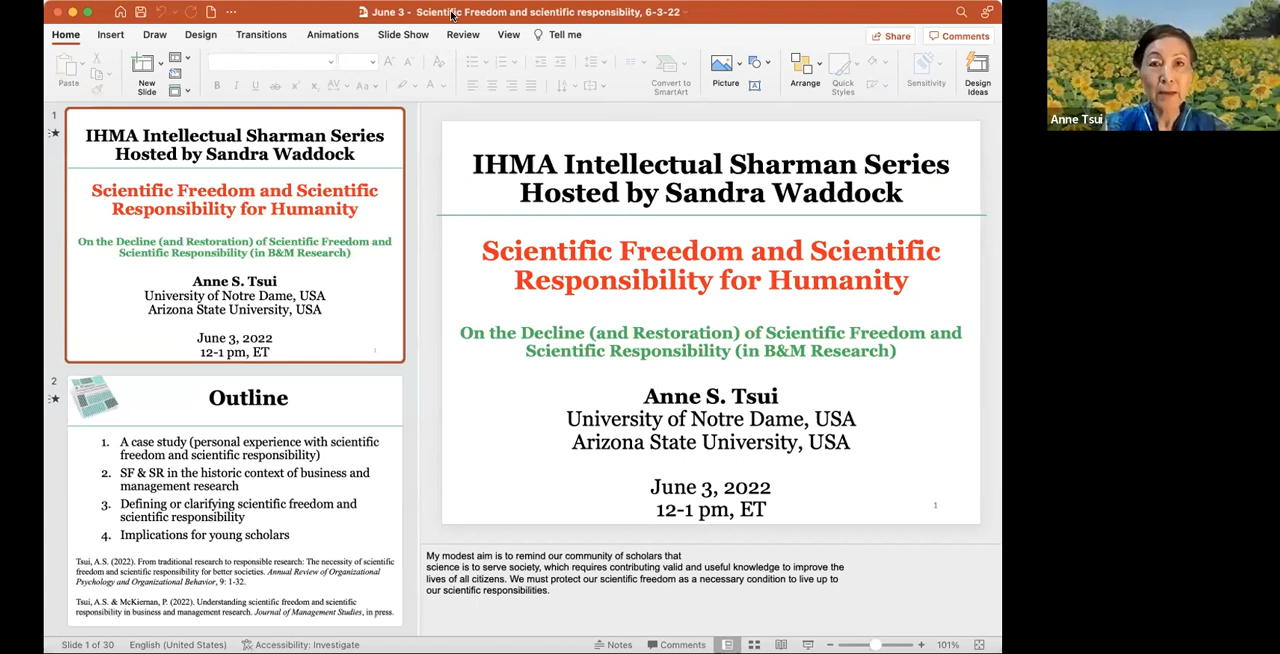 June 3 - Scientific Freedom and scientific responsibiity, 6-3-22
Home Insert Draw Design Transitions Animations Slide Show Review View Tell me
Share Comments
Paste
New
Slide
Convert to
SmartArt
Picture
Arrange
Quick
Styles
Sensitivity
Design
Ideas
1
IHMA Intellectual Sharman Series
Hosted by Sandra Waddock
Scientific Freedom and Scientific
Responsibility for Humanity
On the Decline (and Restoration) of Scientific Freedom and
Scientific Responsibility (in B&M Research)
Anne S. Tsui
University of Notre Dame, USA
Arizona State University, USA
June 3, 2022
12-1 pm, ET
1
2
Outline
1. A case study (personal experience with scientific
freedom and scientific responsibility)
2. SF & SR in the historic context of business and
management research
3. Defining or clarifying scientific freedom and
scientific responsibility
4. Implications for young scholars
Tsui, A.S. (2022). From traditional research to responsible research: The necessity of scientific
freedom and scientific responsibility for better societies. Annual Review of Organizational
Psychology and Organizational Behavior, 9: 1-32.
Tsui, A.S. & McKiernan, P. (2022). Understanding scientific freedom and scientific
responsibility in business and management research. Journal of Management Studies, in press.
IHMA Intellectual Sharman Series
Hosted by Sandra Waddock
Scientific Freedom and Scientific
Responsibility for Humanity
On the Decline (and Restoration) of Scientific Freedom and
Scientific Responsibility (in B&M Research)
Anne S. Tsui
University of Notre Dame, USA
Arizona State University, USA
June 3, 2022
12-1 pm, ET
1
My modest aim is to remind our community of scholars that
science is to serve society, which requires contributing valid and useful knowledge to improve the
lives of all citizens. We must protect our scientific freedom as a necessary condition to live up to
our scientific responsibilities.
Slide 1 of 30 English (United States) Accessibility: Investigate Notes Comments 101%
Anne Tsui